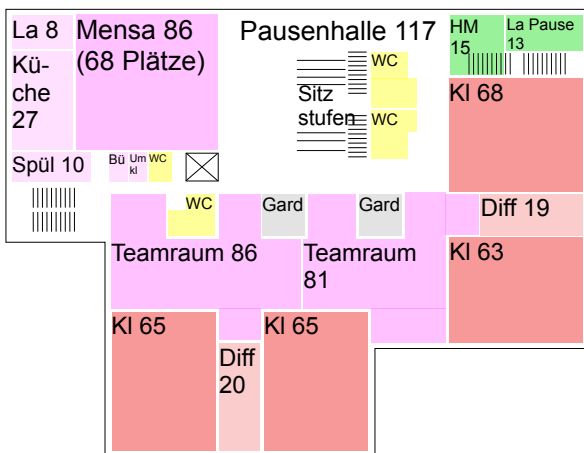 La 8
Mensa 86
(68 Plätze)
Pausenhalle 117
HM
15
La Pause
13
Kü-
che
27
WC
Sitz
stufen
WC
Kl 68
Spül 10
Bü
Um
kl
WC
WC
Gard
Gard
Diff 19
Teamraum 86
Teamraum
81
Kl 63
Kl 65
Diff
20
Kl 65